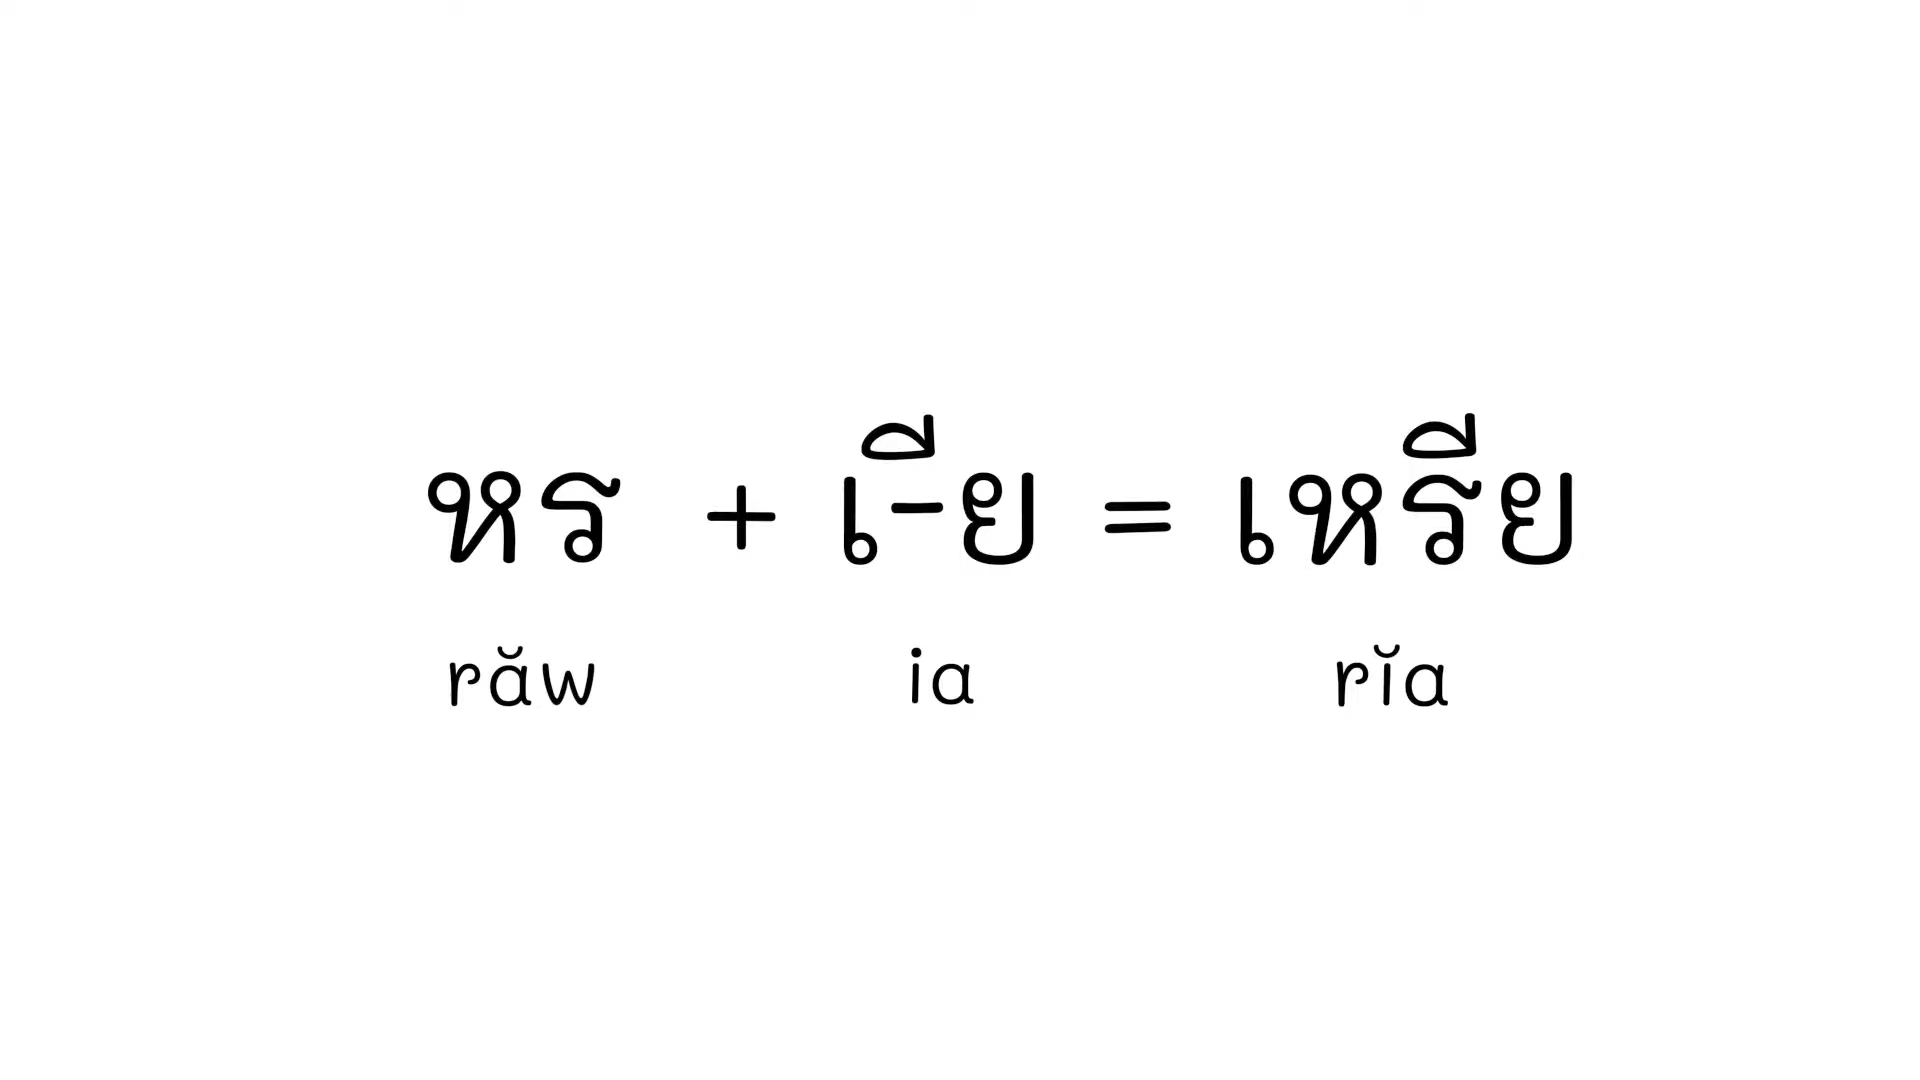 หร + เ-ีย = เหรีย
răw ia rĭa